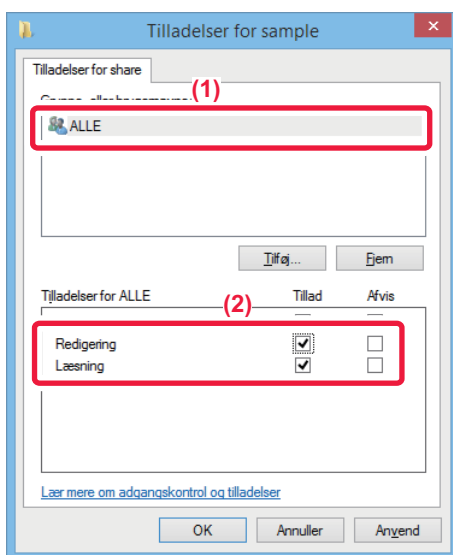 Tilladelser for sample
Tilladelser for share
(1)
ALLE
Tilføj... Fjern
Tilladelser for ALLE Tillad Afvis
(2)
Redigering
Læsning
Lær mere om adgangskontrol og tilladelser
OK Annuller Anvend